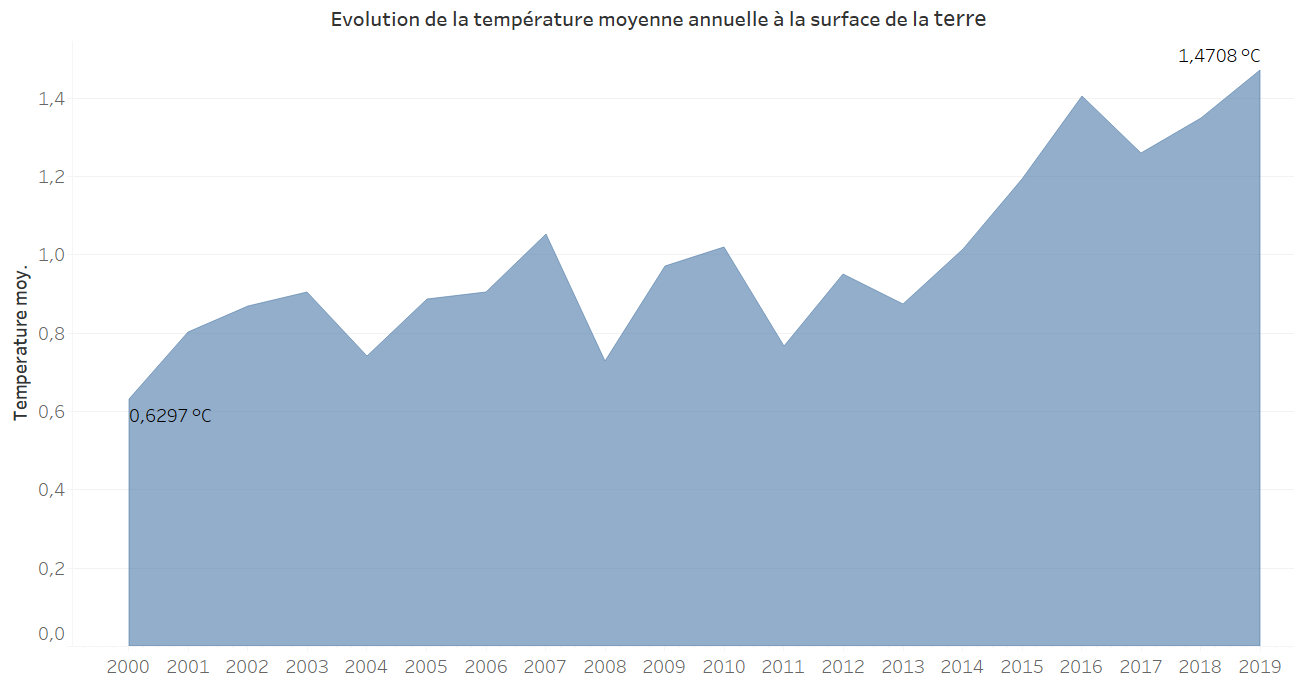 Evolution de la température moyenne annuelle à la surface de la terre
1,4708 °C
1,4
1,2
1,0
0,8
0,6
0,4
0,2
0,0
Temperature moy.
0,6297 °C
2000 2001 2002 2003 2004 2005 2006 2007 2008 2009 2010 2011 2012 2013 2014 2015 2016 2017 2018 2019